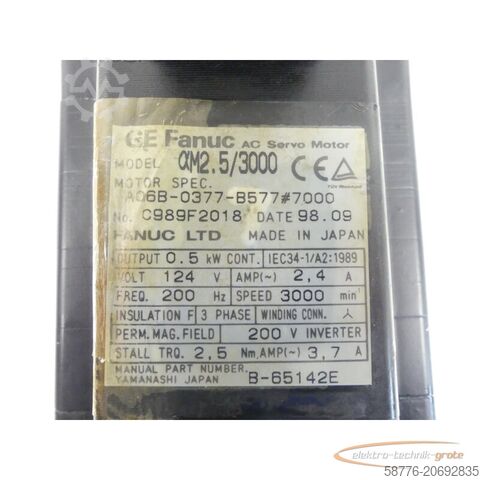 GE Fanuc AC Servo Motor
MODEL αM2.5/3000 CE
MOTOR SPEC.
A06B-0377-B577#7000
No. C989F2018 DATE 98.09
FANUC LTD MADE IN JAPAN
OUTPUT 0.5 kW CONT. IEC34-1/A2:1989
VOLT 124 V AMP(~) 2,4 A
FREQ. 200 Hz SPEED 3000 min⁻¹
INSULATION F 3 PHASE WINDING CONN. ⅄
PERM. MAG. FIELD 200 V INVERTER
STALL TRQ. 2,5 Nm, AMP(~) 3,7 A
MANUAL PART NUMBER.
YAMANASHI JAPAN B-65142E
elektro-technik-grote
58776-20692835